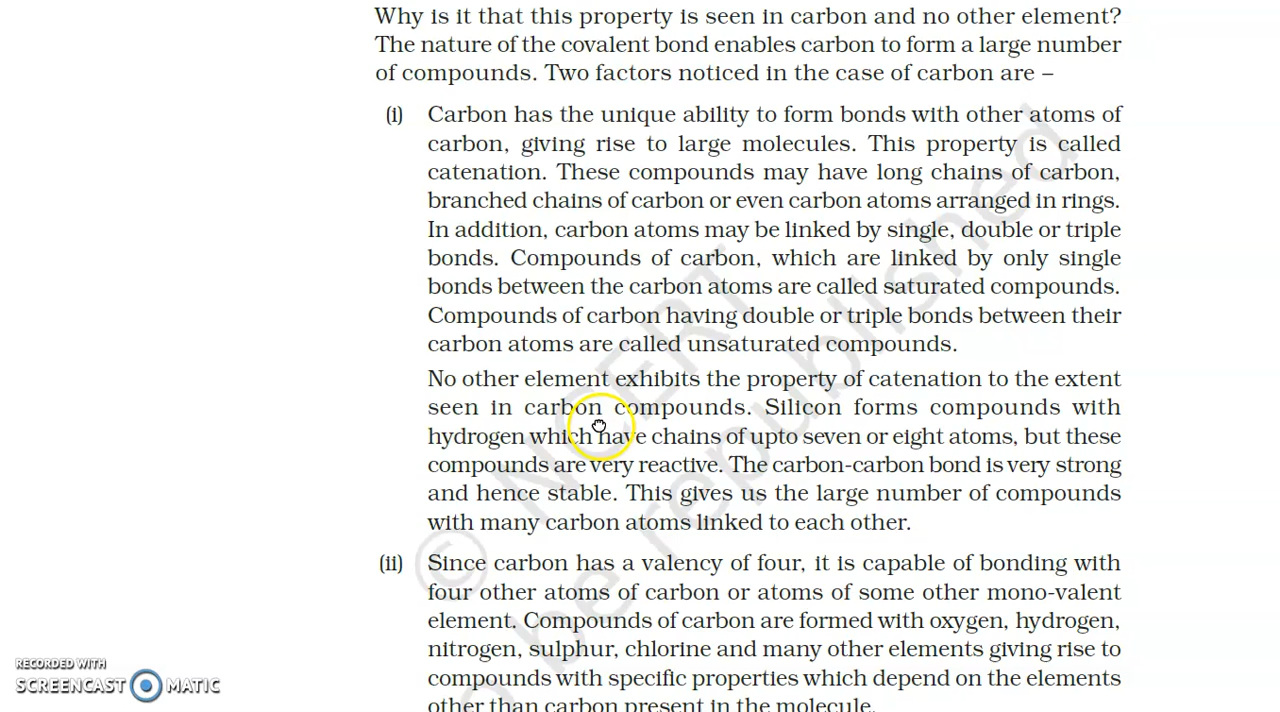 Why is it that this property is seen in carbon and no other element?
The nature of the covalent bond enables carbon to form a large number
of compounds. Two factors noticed in the case of carbon are –
(i) Carbon has the unique ability to form bonds with other atoms of
carbon, giving rise to large molecules. This property is called
catenation. These compounds may have long chains of carbon,
branched chains of carbon or even carbon atoms arranged in rings.
In addition, carbon atoms may be linked by single, double or triple
bonds. Compounds of carbon, which are linked by only single
bonds between the carbon atoms are called saturated compounds.
Compounds of carbon having double or triple bonds between their
carbon atoms are called unsaturated compounds.
No other element exhibits the property of catenation to the extent
seen in carbon compounds. Silicon forms compounds with
hydrogen which have chains of upto seven or eight atoms, but these
compounds are very reactive. The carbon-carbon bond is very strong
and hence stable. This gives us the large number of compounds
with many carbon atoms linked to each other.
(ii) Since carbon has a valency of four, it is capable of bonding with
four other atoms of carbon or atoms of some other mono-valent
element. Compounds of carbon are formed with oxygen, hydrogen,
nitrogen, sulphur, chlorine and many other elements giving rise to
compounds with specific properties which depend on the elements
other than carbon present in the molecule.
© NCERT
be republished
RECORDED WITH
SCREENCAST MATIC